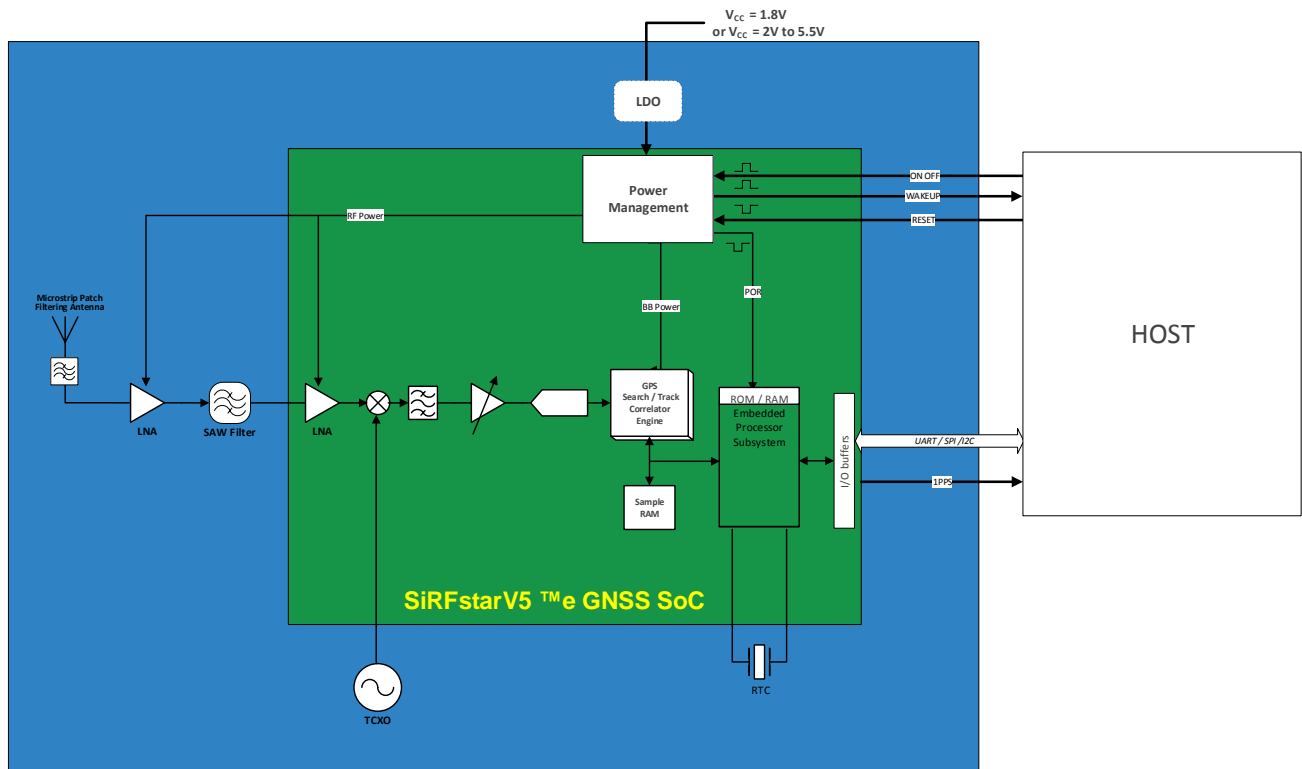 V_CC = 1.8V
or V_CC = 2V to 5.5V
LDO
Power
Management
ON OFF
WAKEUP
RESET
RF Power
POR
BB Power
Microstrip Patch
Filtering Antenna
HOST
GPS
Search / Track
Correlator
Engine
ROM / RAM
Embedded
Processor
Subsystem
LNA
SAW Filter
LNA
I/O buffers
UART / SPI /I2C
1PPS
Sample
RAM
SiRFstarV5 ™e GNSS SoC
RTC
TCXO